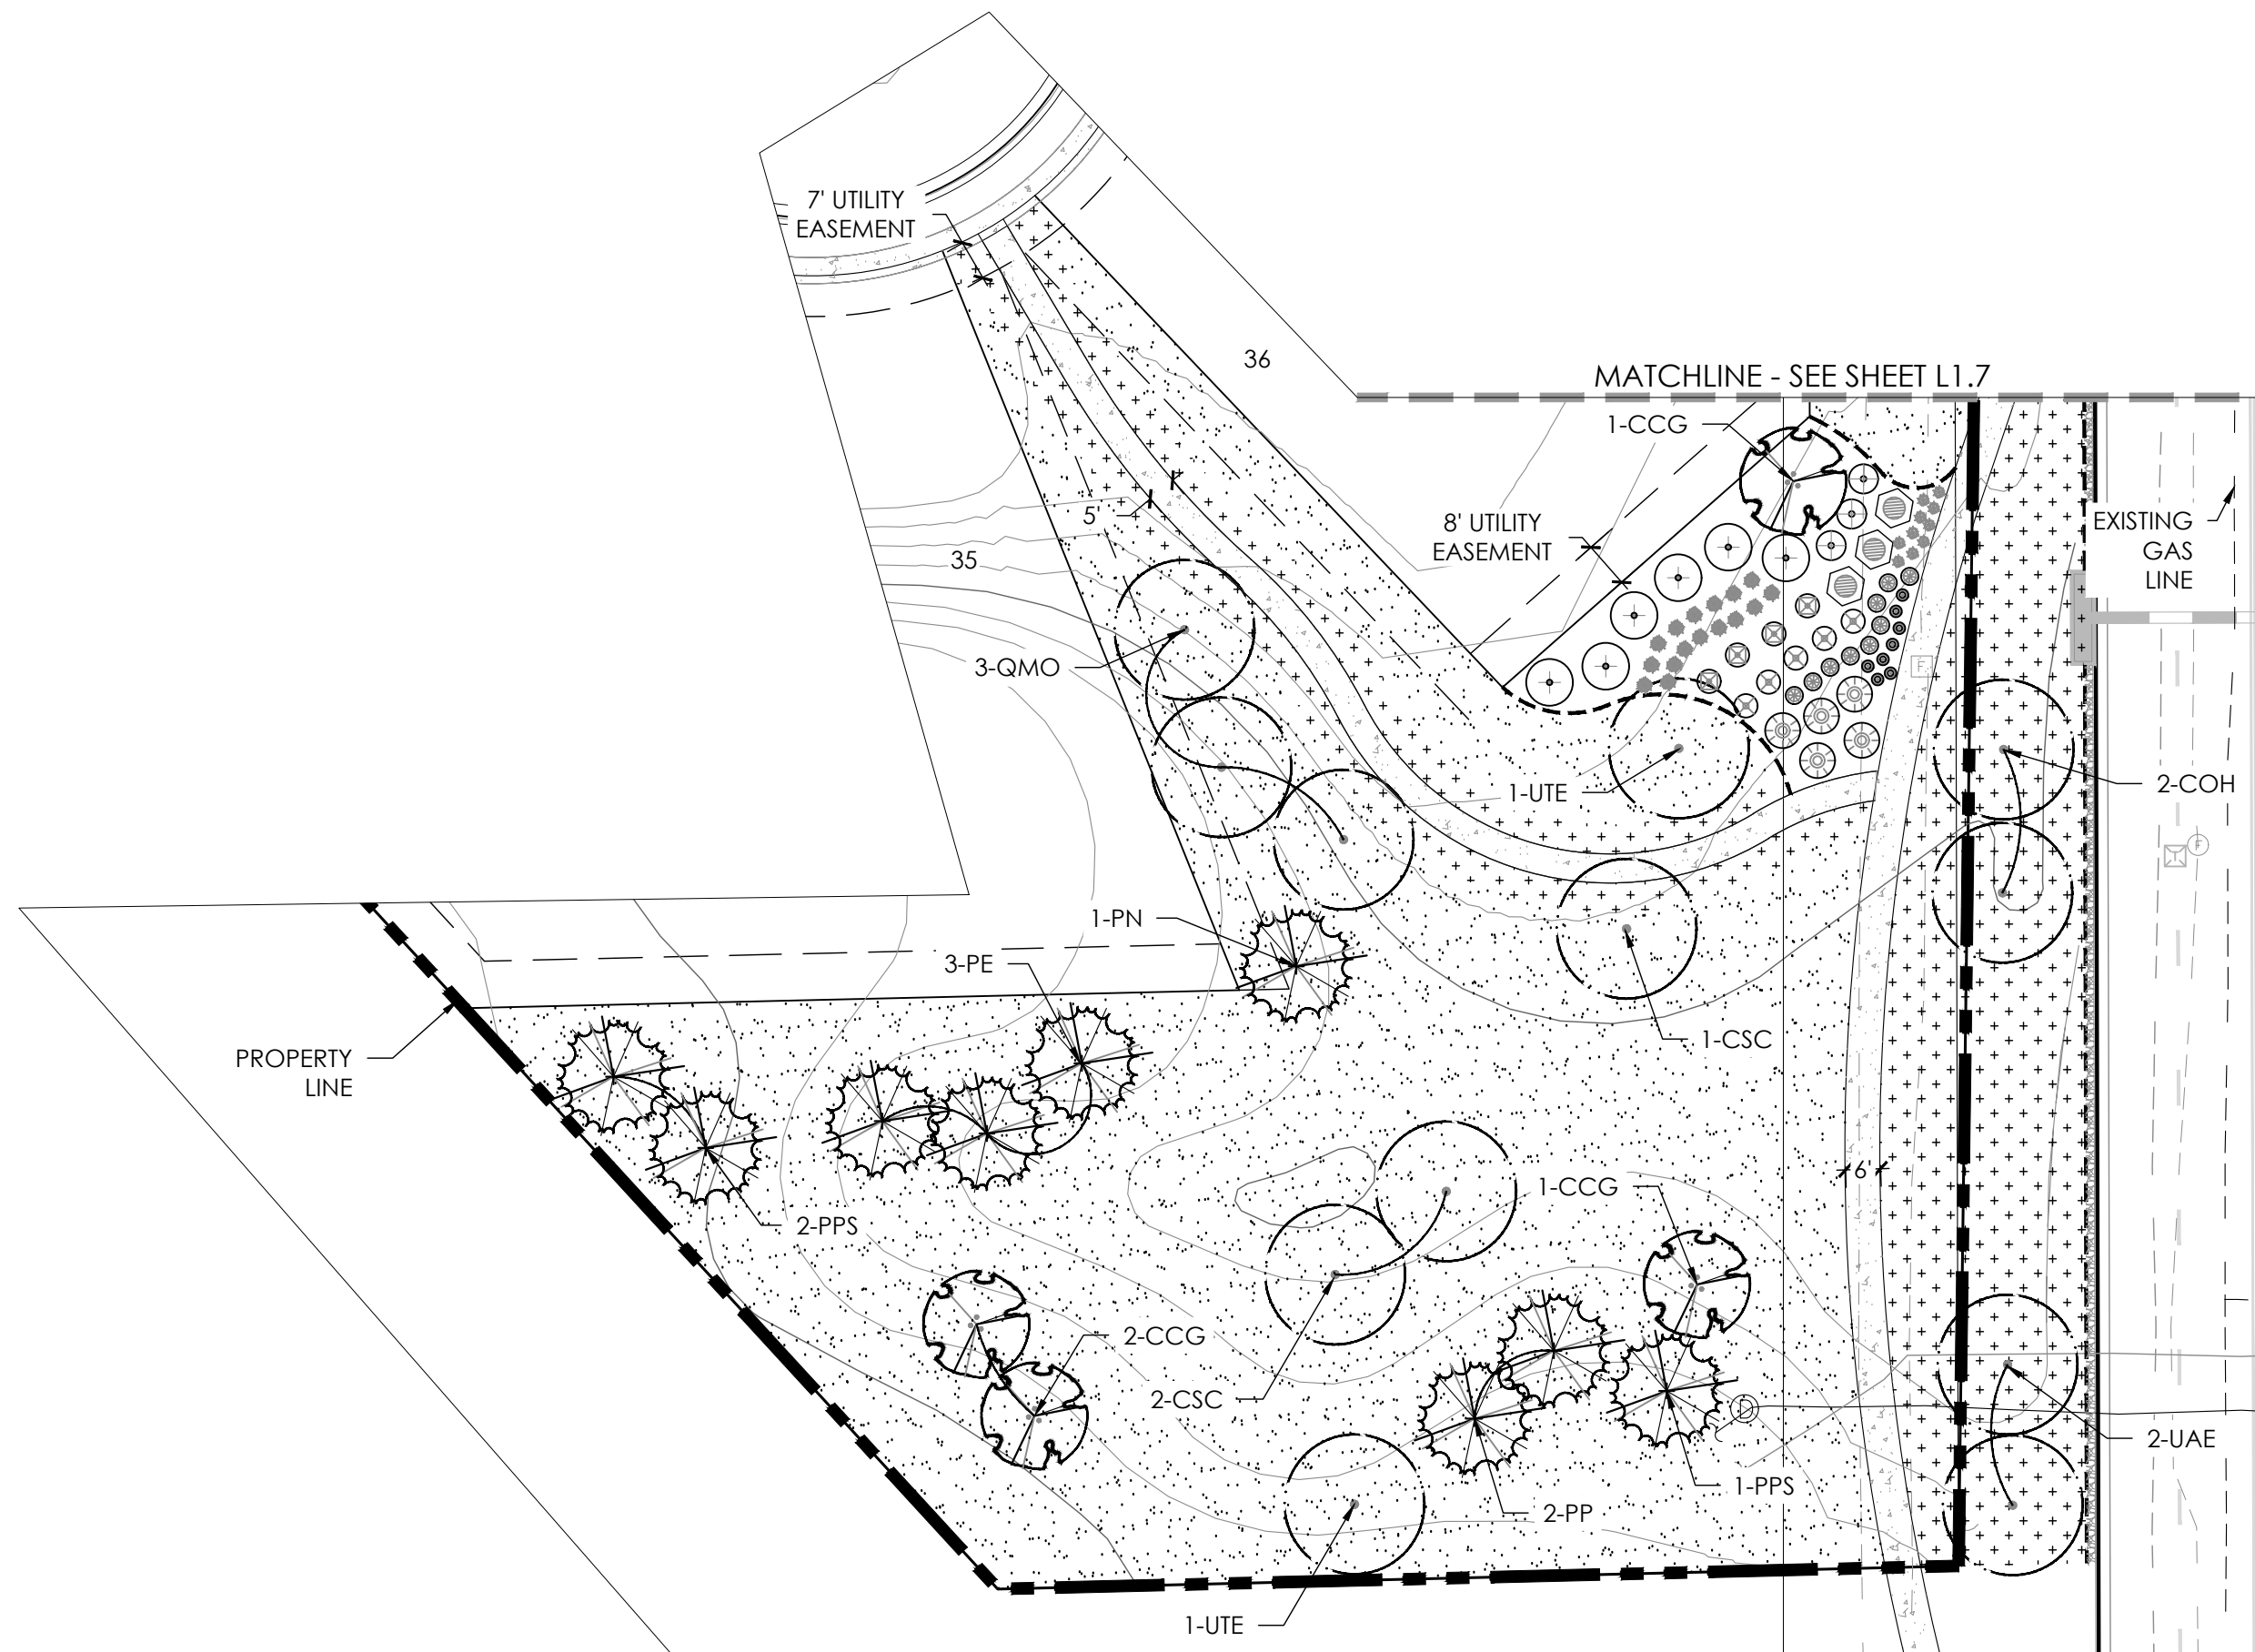 7' UTILITY
EASEMENT
36
MATCHLINE - SEE SHEET L1.7
1-CCG
5'
8' UTILITY
EASEMENT
EXISTING
GAS
LINE
35
3-QMO
F
1-UTE
2-COH
T
F
1-PN
3-PE
1-CSC
PROPERTY
LINE
6'
1-CCG
2-PPS
2-CCG
2-CSC
D
2-UAE
1-PPS
2-PP
1-UTE